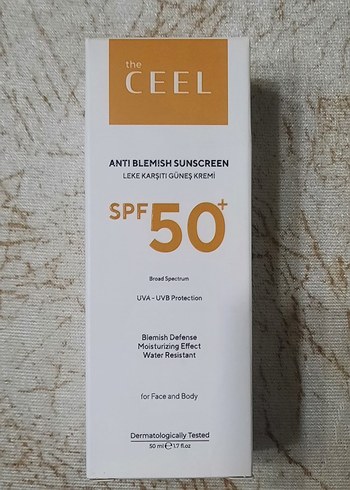 the
CEEL
ANTI BLEMISH SUNSCREEN
LEKE KARŞITI GÜNEŞ KREMİ
SPF 50+
Broad Spectrum
UVA - UVB Protection
Blemish Defense
Moisturizing Effect
Water Resistant
for Face and Body
Dermatologically Tested
50 ml ℮ 1.7 fl.oz